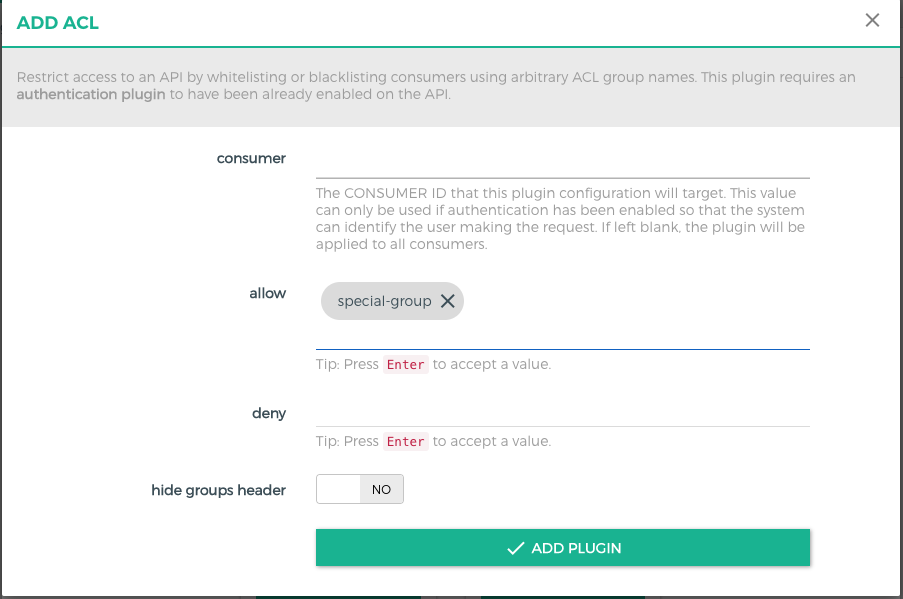 ADD ACL
Restrict access to an API by whitelisting or blacklisting consumers using arbitrary ACL group names. This plugin requires an
authentication plugin to have been already enabled on the API.
consumer
The CONSUMER ID that this plugin configuration will target. This value
can only be used if authentication has been enabled so that the system
can identify the user making the request. If left blank, the plugin will be
applied to all consumers.
allow
special-group
Tip: Press Enter to accept a value.
deny
Tip: Press Enter to accept a value.
hide groups header
NO
ADD PLUGIN